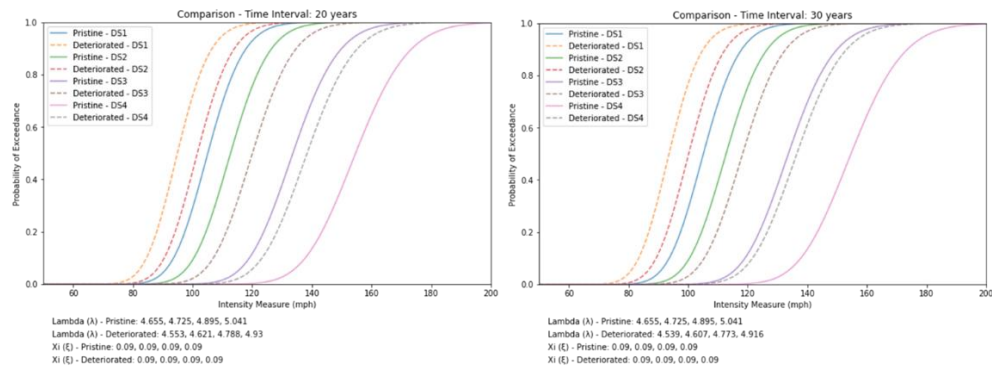 Comparison - Time Interval: 20 years
Pristine - DS1
Deteriorated - DS1
Pristine - DS2
Deteriorated - DS2
Pristine - DS3
Deteriorated - DS3
Pristine - DS4
Deteriorated - DS4
Probability of Exceedance
1.0
0.8
0.6
0.4
0.2
0.0
60 80 100 120 140 160 180 200
Intensity Measure (mph)
Lambda (λ) - Pristine: 4.655, 4.725, 4.895, 5.041
Lambda (λ) - Deteriorated: 4.553, 4.621, 4.788, 4.93
Xi (ξ) - Pristine: 0.09, 0.09, 0.09, 0.09
Xi (ξ) - Deteriorated: 0.09, 0.09, 0.09, 0.09
Comparison - Time Interval: 30 years
Pristine - DS1
Deteriorated - DS1
Pristine - DS2
Deteriorated - DS2
Pristine - DS3
Deteriorated - DS3
Pristine - DS4
Deteriorated - DS4
Probability of Exceedance
1.0
0.8
0.6
0.4
0.2
0.0
60 80 100 120 140 160 180 200
Intensity Measure (mph)
Lambda (λ) - Pristine: 4.655, 4.725, 4.895, 5.041
Lambda (λ) - Deteriorated: 4.539, 4.607, 4.773, 4.916
Xi (ξ) - Pristine: 0.09, 0.09, 0.09, 0.09
Xi (ξ) - Deteriorated: 0.09, 0.09, 0.09, 0.09